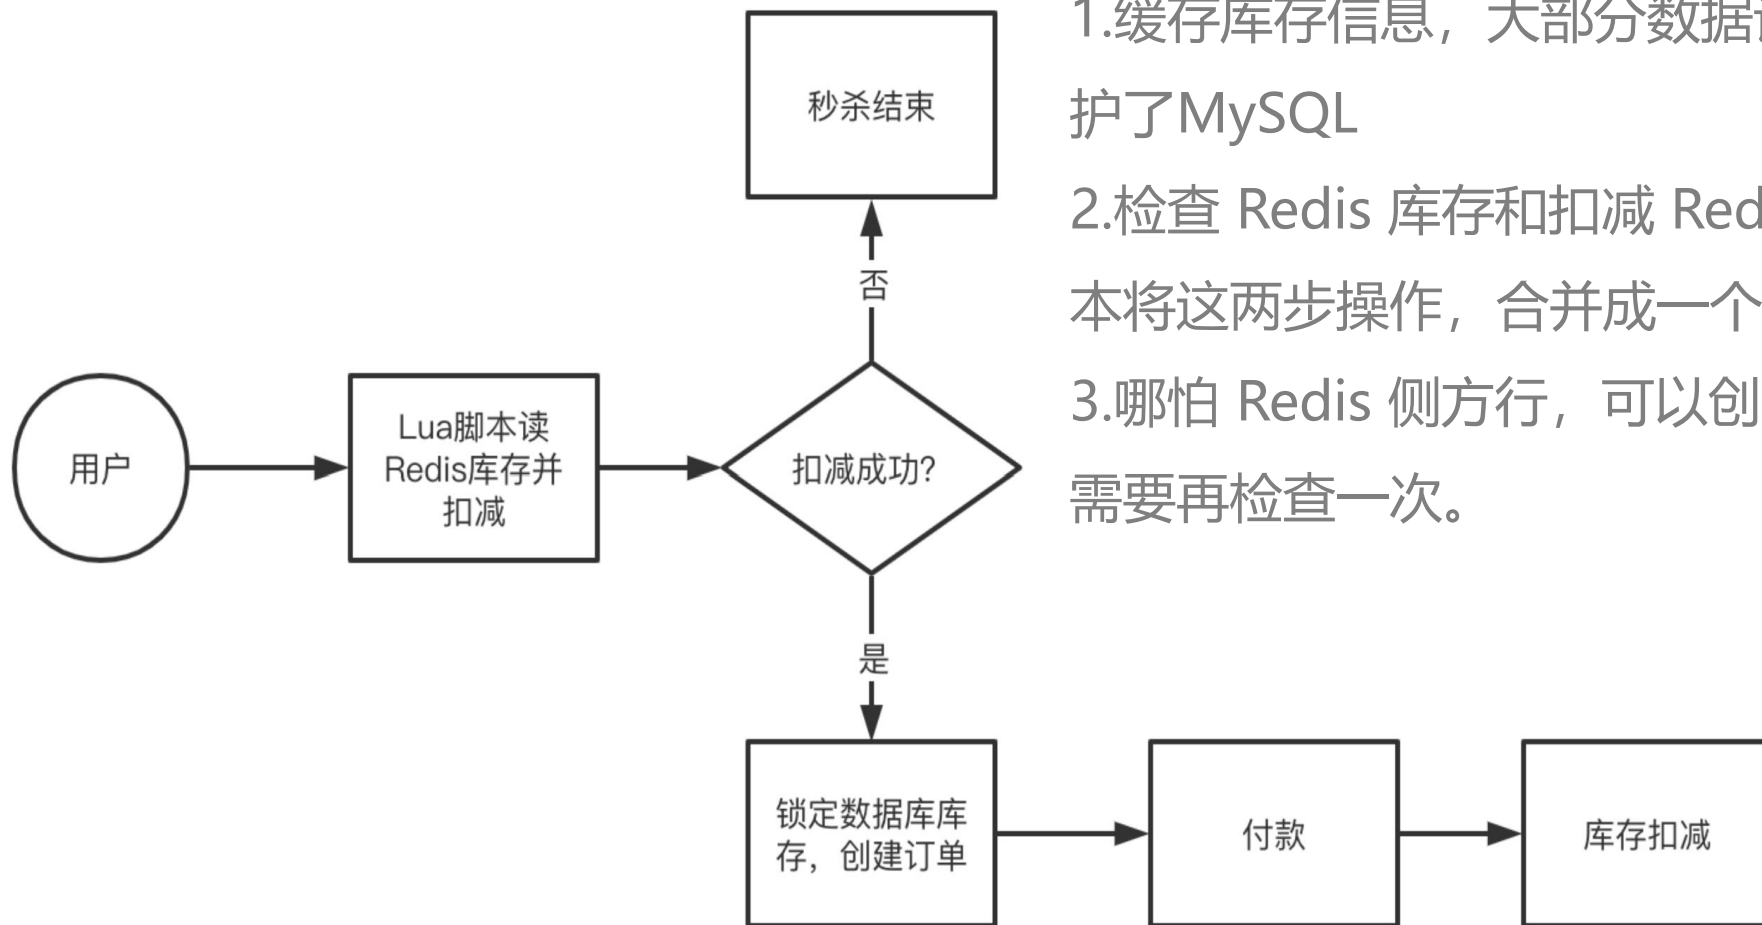 1.缓存库存信息，大部分数据
护了MySQL
2.检查 Redis 库存和扣减 Red
本将这两步操作，合并成一个
3.哪怕 Redis 侧方行，可以创
需要再检查一次。
秒杀结束
否
用户
Lua脚本读
Redis库存并
扣减
扣减成功?
是
锁定数据库库
存，创建订单
付款
库存扣减